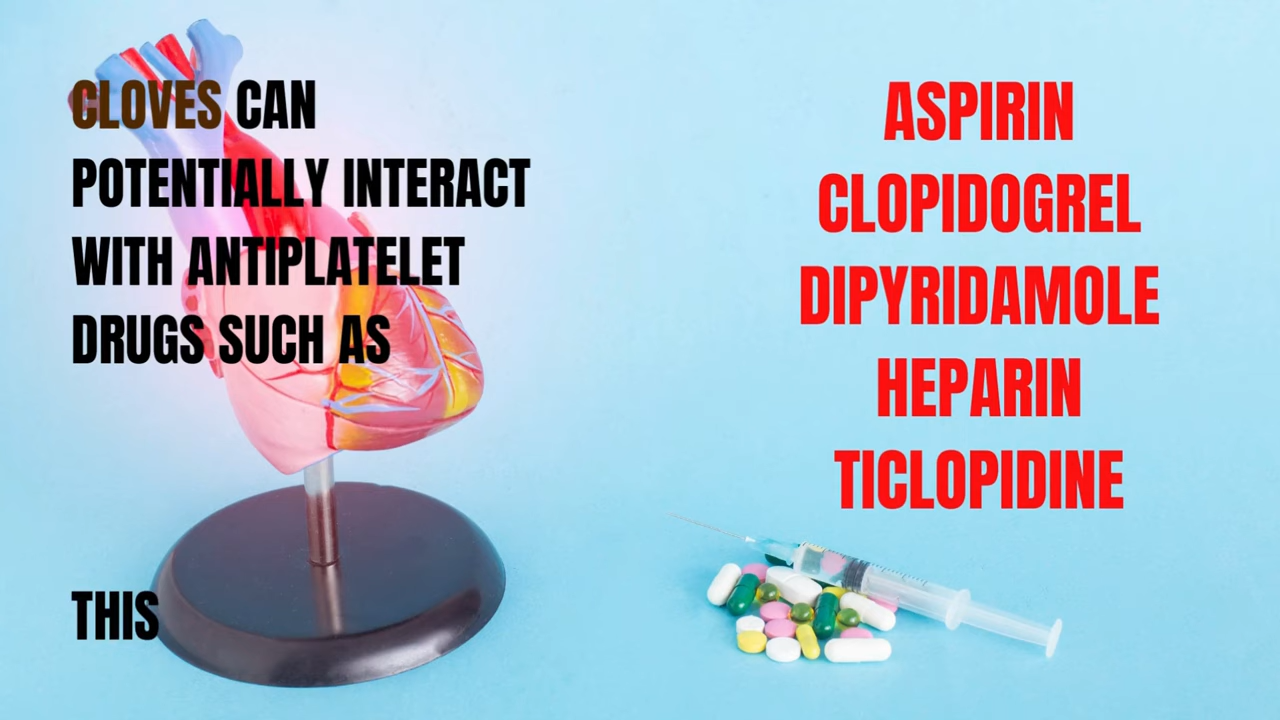 CLOVES CAN
POTENTIALLY INTERACT
WITH ANTIPLATELET
DRUGS SUCH AS
THIS
ASPIRIN
CLOPIDOGREL
DIPYRIDAMOLE
HEPARIN
TICLOPIDINE